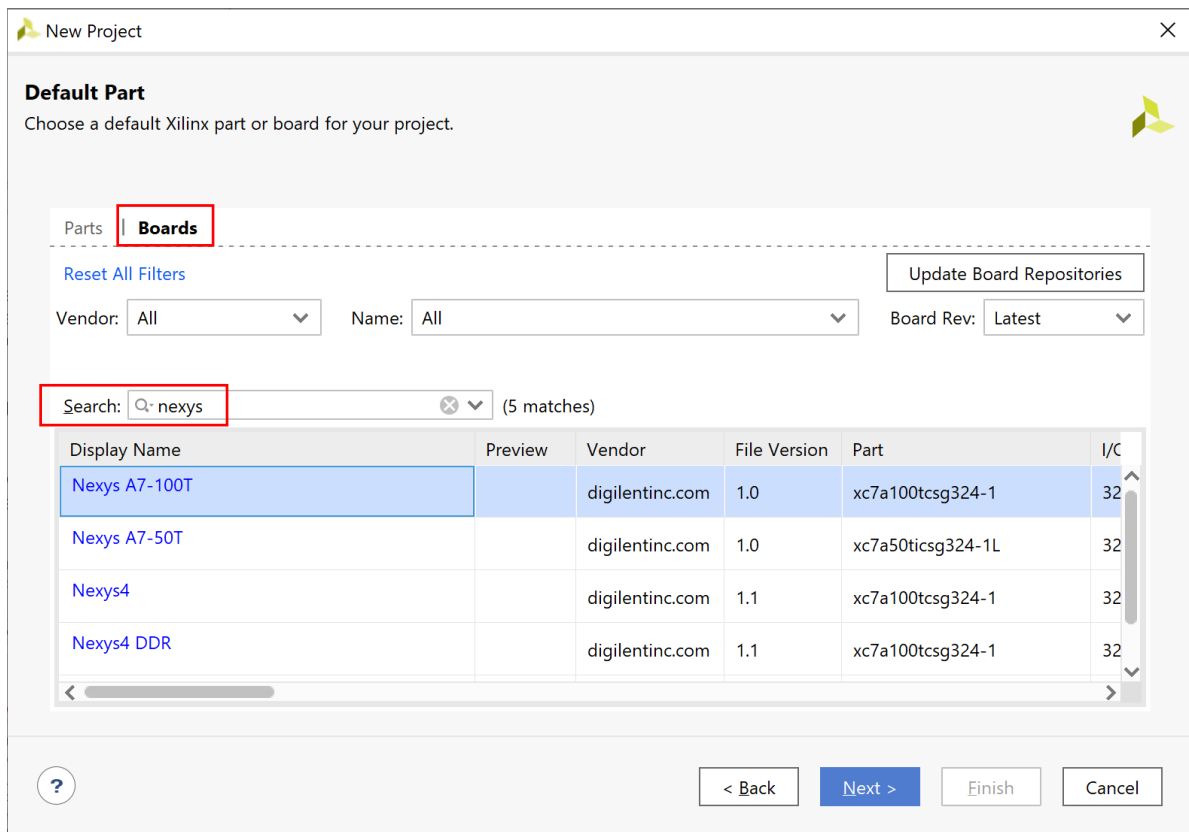 New Project
Default Part
Choose a default Xilinx part or board for your project.
Parts | Boards
Reset All Filters Update Board Repositories
Vendor: All Name: All Board Rev: Latest
Search: nexys (5 matches)
Display Name Preview Vendor File Version Part I/O
Nexys A7-100T digilentinc.com 1.0 xc7a100tcsg324-1 32
Nexys A7-50T digilentinc.com 1.0 xc7a50ticsg324-1L 32
Nexys4 digilentinc.com 1.1 xc7a100tcsg324-1 32
Nexys4 DDR digilentinc.com 1.1 xc7a100tcsg324-1 32
? < Back Next > Finish Cancel